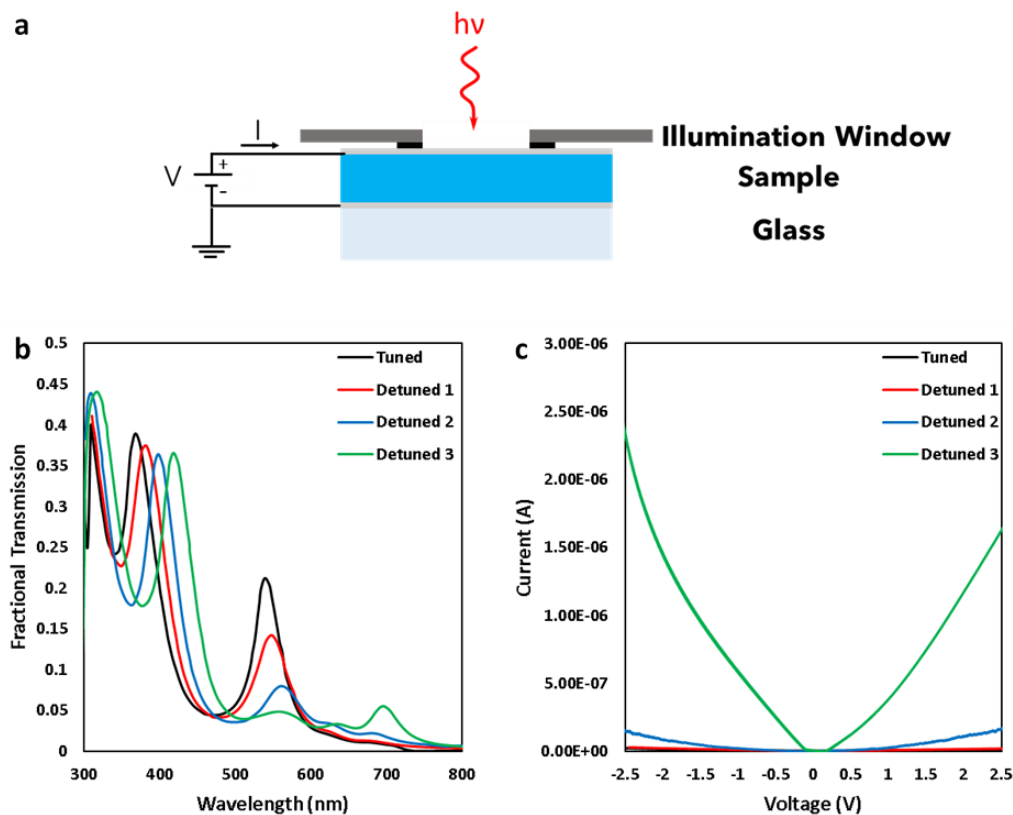 a
hν
I
Illumination Window
V
+
-
Sample
Glass
b
0.5
0.45
0.4
0.35
0.3
0.25
0.2
0.15
0.1
0.05
0
Fractional Transmission
Tuned
Detuned 1
Detuned 2
Detuned 3
300 400 500 600 700 800
Wavelength (nm)
c
3.00E-06
2.50E-06
2.00E-06
1.50E-06
1.00E-06
5.00E-07
0.00E+00
Current (A)
Tuned
Detuned 1
Detuned 2
Detuned 3
-2.5 -2 -1.5 -1 -0.5 0 0.5 1 1.5 2 2.5
Voltage (V)